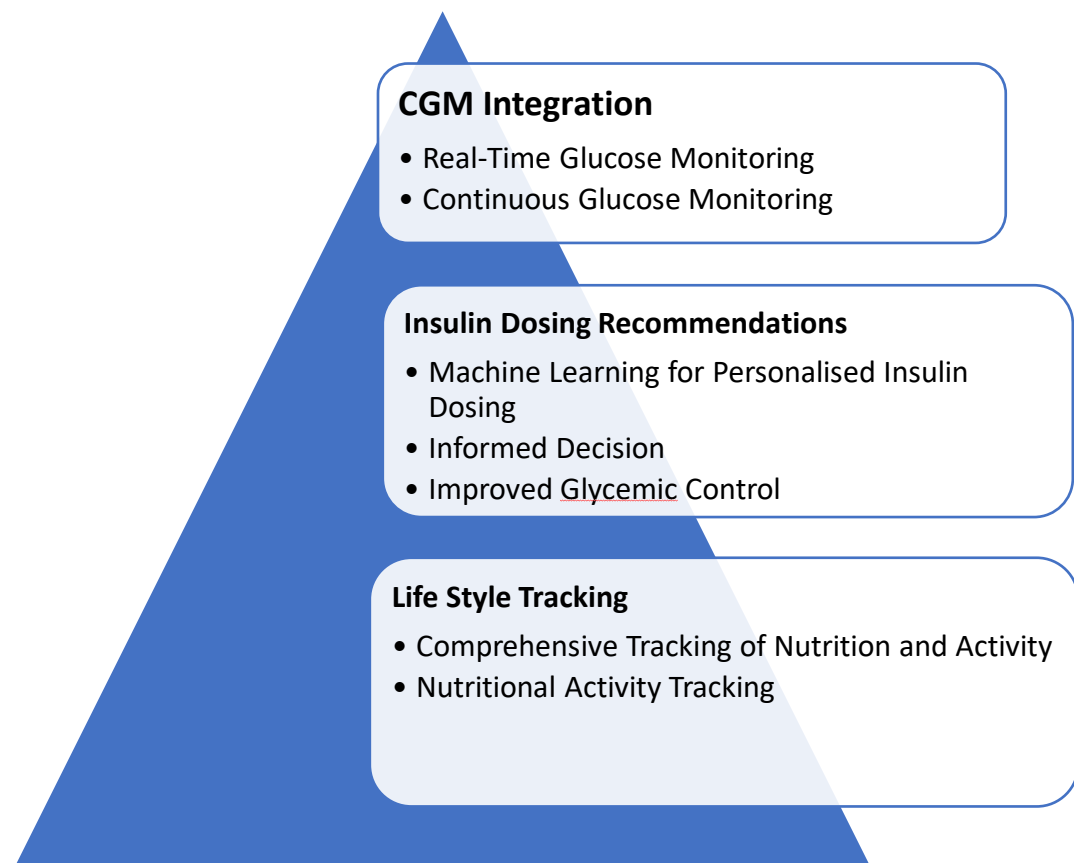 CGM Integration
• Real-Time Glucose Monitoring
• Continuous Glucose Monitoring
Insulin Dosing Recommendations
• Machine Learning for Personalised Insulin
Dosing
• Informed Decision
• Improved Glycemic Control
Life Style Tracking
• Comprehensive Tracking of Nutrition and Activity
• Nutritional Activity Tracking